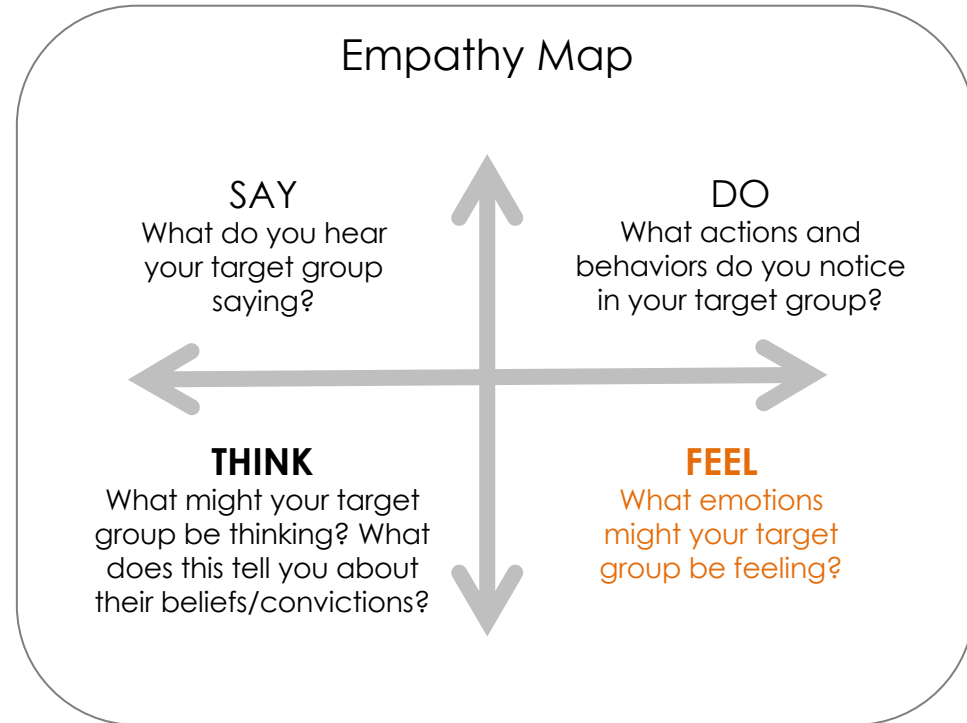 Empathy Map
SAY
What do you hear
your target group
saying?
DO
What actions and
behaviors do you notice
in your target group?
THINK
What might your target
group be thinking? What
does this tell you about
their beliefs/convictions?
FEEL
What emotions
might your target
group be feeling?